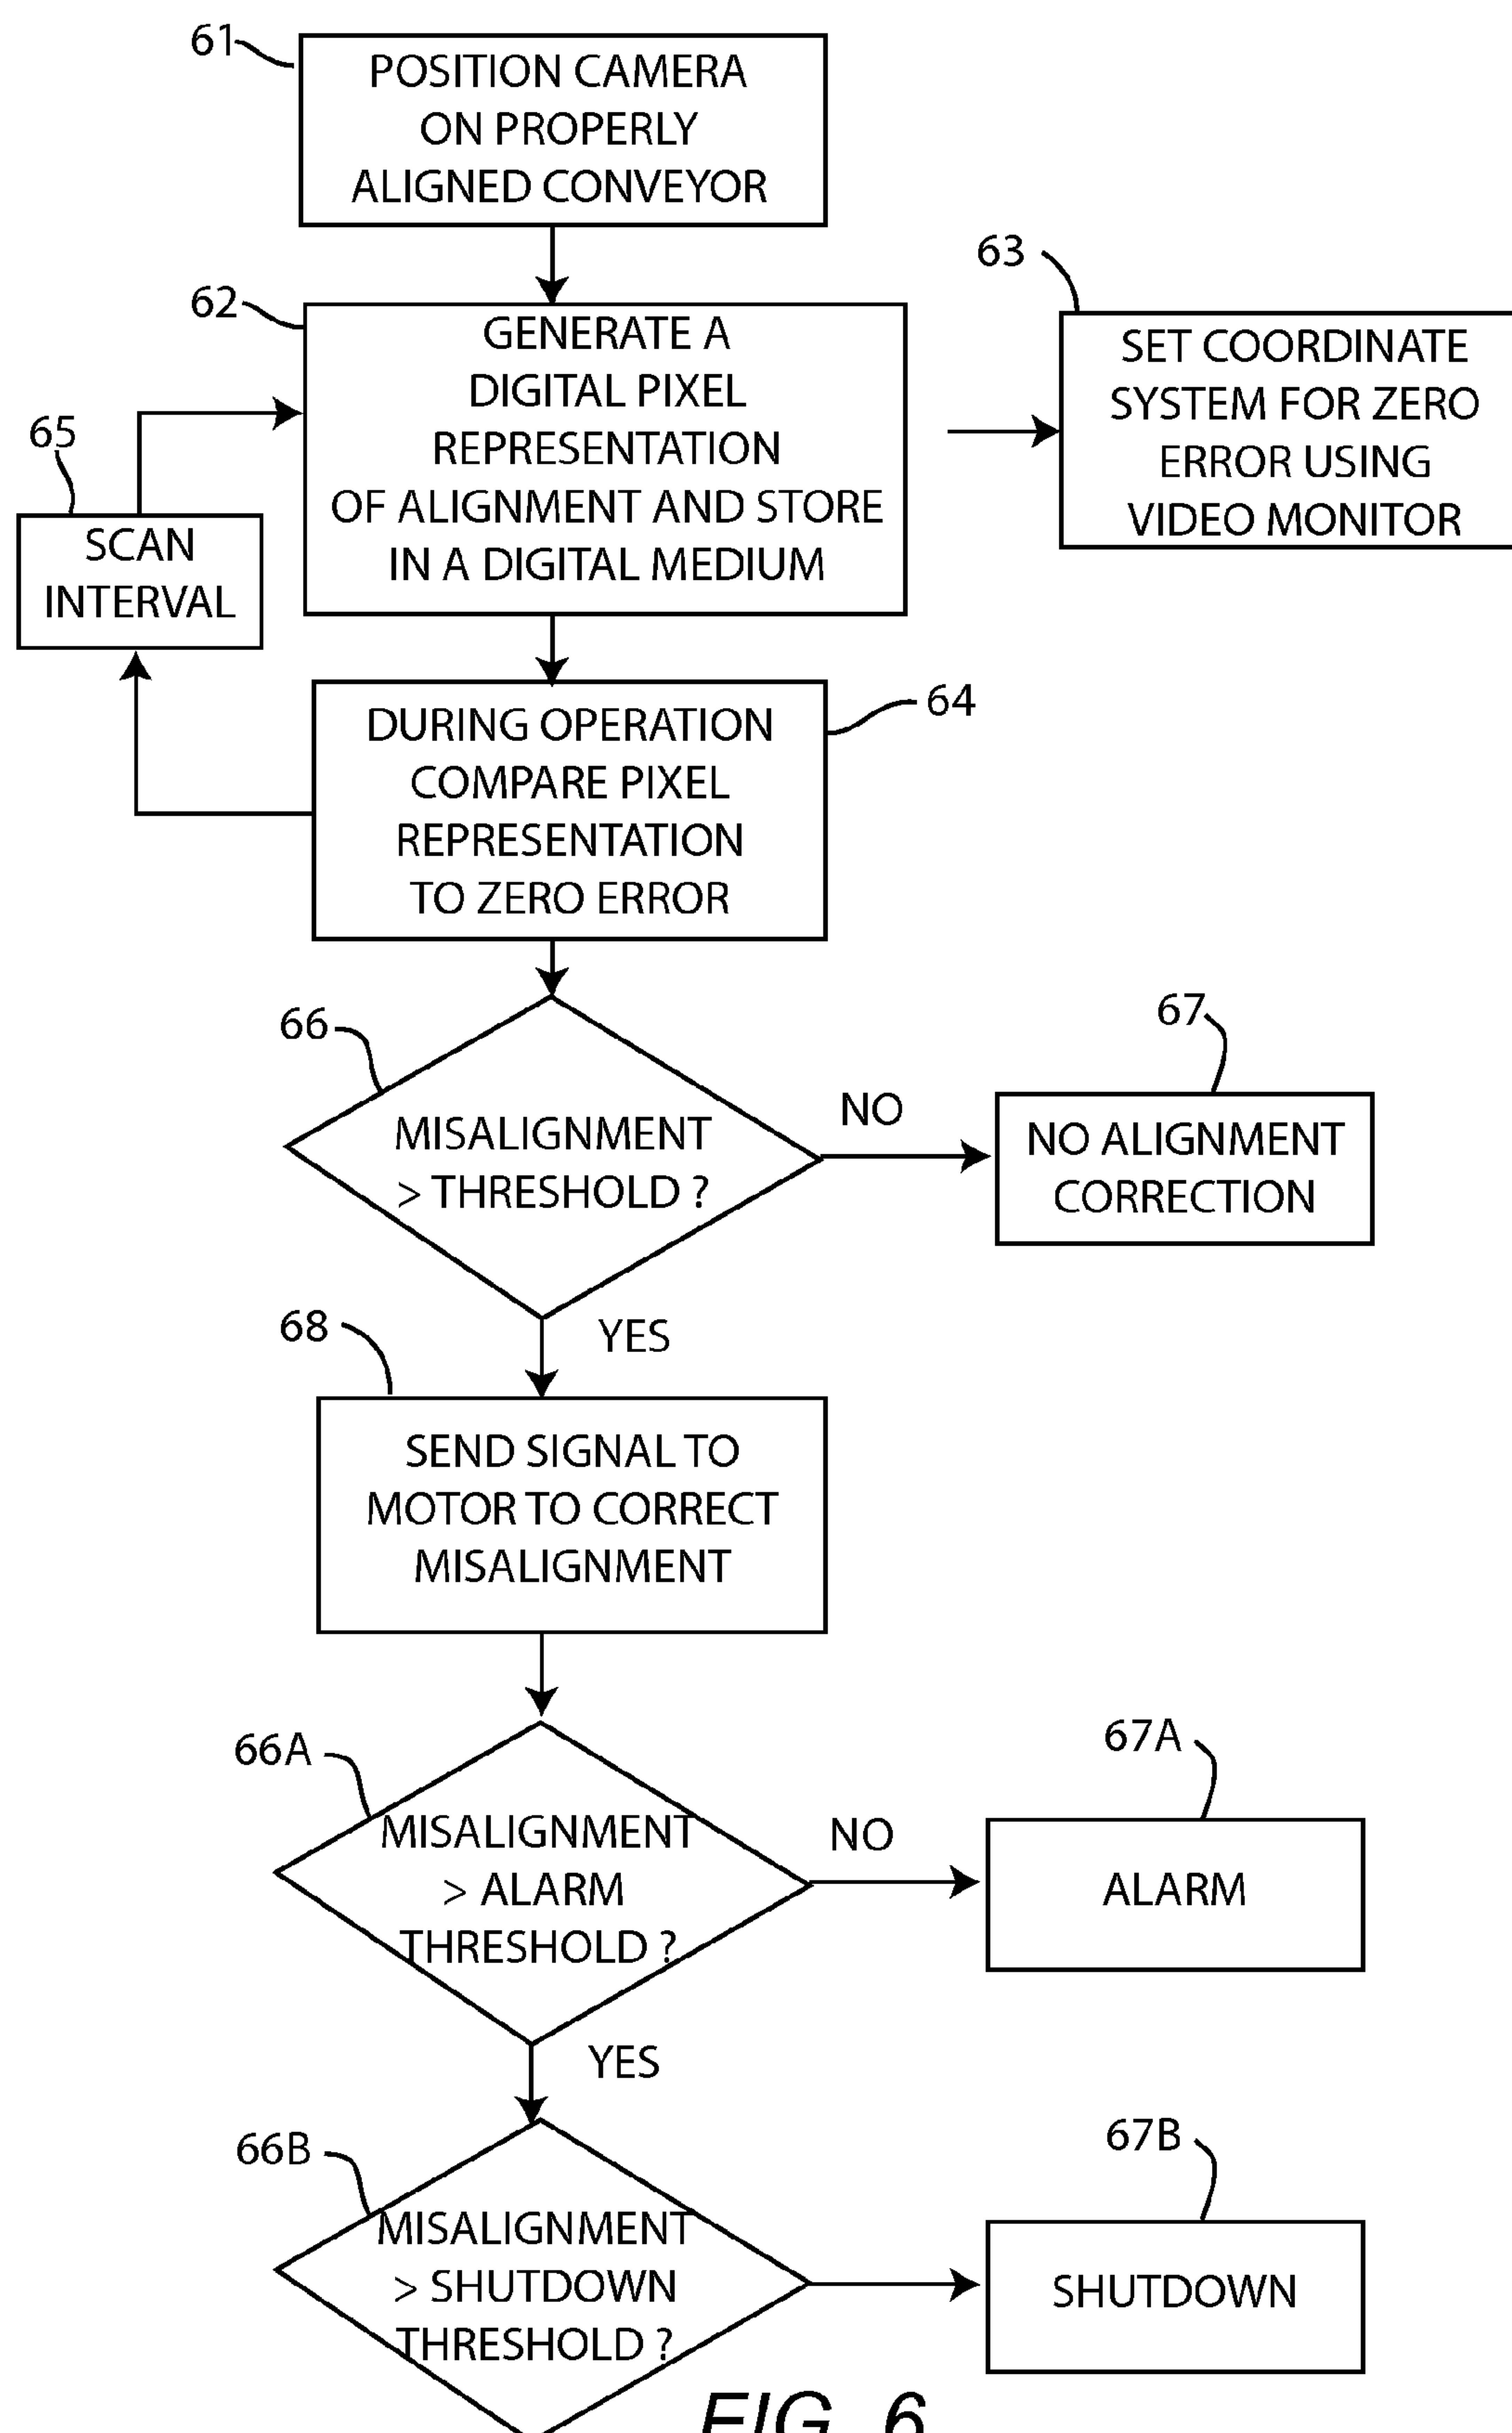 61
POSITION CAMERA
ON PROPERLY
ALIGNED CONVEYOR
62
GENERATE A
DIGITAL PIXEL
REPRESENTATION
OF ALIGNMENT AND STORE
IN A DIGITAL MEDIUM
63
SET COORDINATE
SYSTEM FOR ZERO
ERROR USING
VIDEO MONITOR
65
SCAN
INTERVAL
64
DURING OPERATION
COMPARE PIXEL
REPRESENTATION
TO ZERO ERROR
66
MISALIGNMENT
> THRESHOLD ?
NO
67
NO ALIGNMENT
CORRECTION
YES
68
SEND SIGNAL TO
MOTOR TO CORRECT
MISALIGNMENT
66A
MISALIGNMENT
> ALARM
THRESHOLD ?
NO
67A
ALARM
YES
66B
MISALIGNMENT
> SHUTDOWN
THRESHOLD ?
67B
SHUTDOWN
FIG. 6